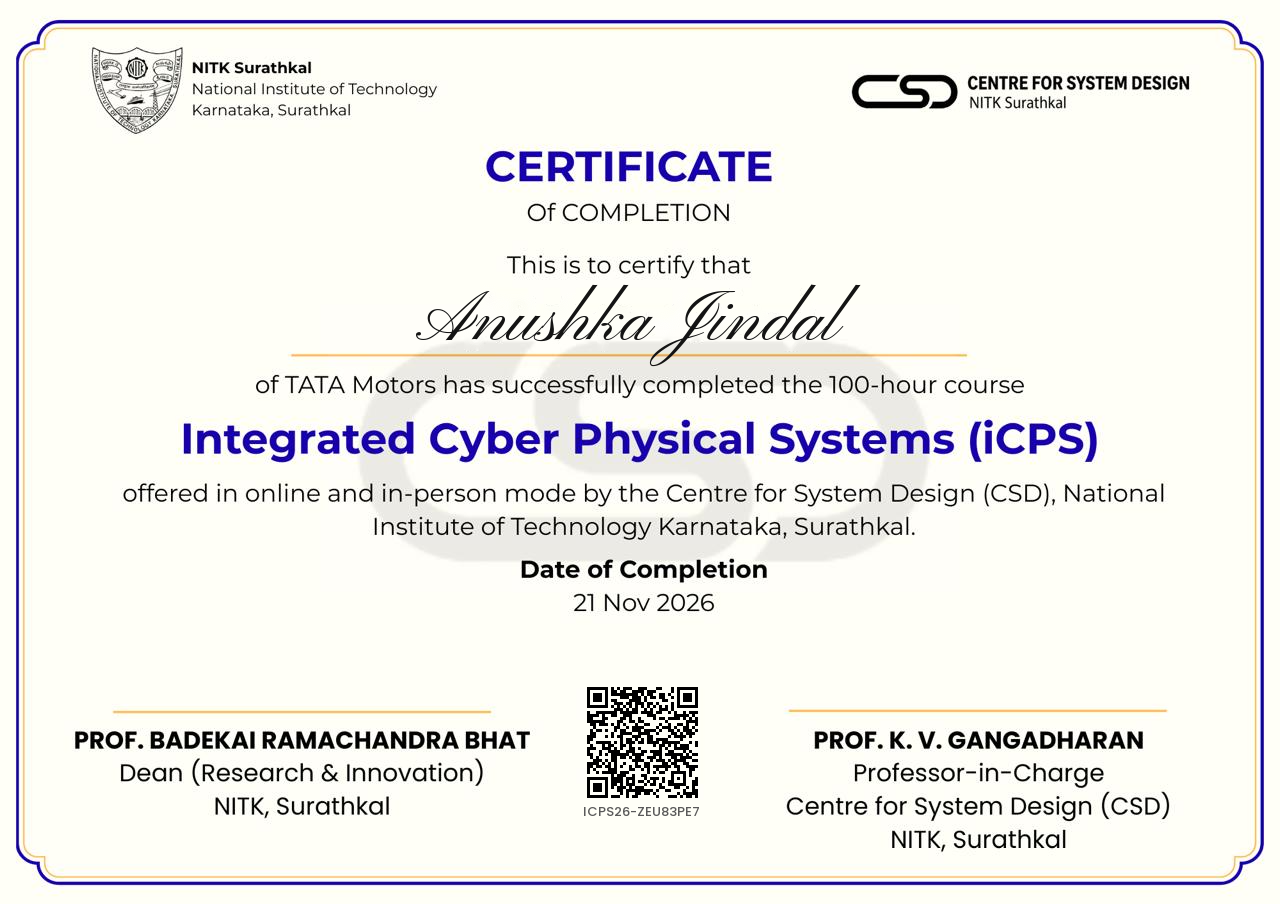 NITK Surathkal
National Institute of Technology
Karnataka, Surathkal
CENTRE FOR SYSTEM DESIGN
NITK Surathkal
CERTIFICATE
Of COMPLETION
This is to certify that
Anushka Jindal
of TATA Motors has successfully completed the 100-hour course
Integrated Cyber Physical Systems (iCPS)
offered in online and in-person mode by the Centre for System Design (CSD), National
Institute of Technology Karnataka, Surathkal.
Date of Completion
21 Nov 2026
PROF. BADEKAI RAMACHANDRA BHAT
Dean (Research & Innovation)
NITK, Surathkal
ICPS26-ZEU83PE7
PROF. K. V. GANGADHARAN
Professor-in-Charge
Centre for System Design (CSD)
NITK, Surathkal